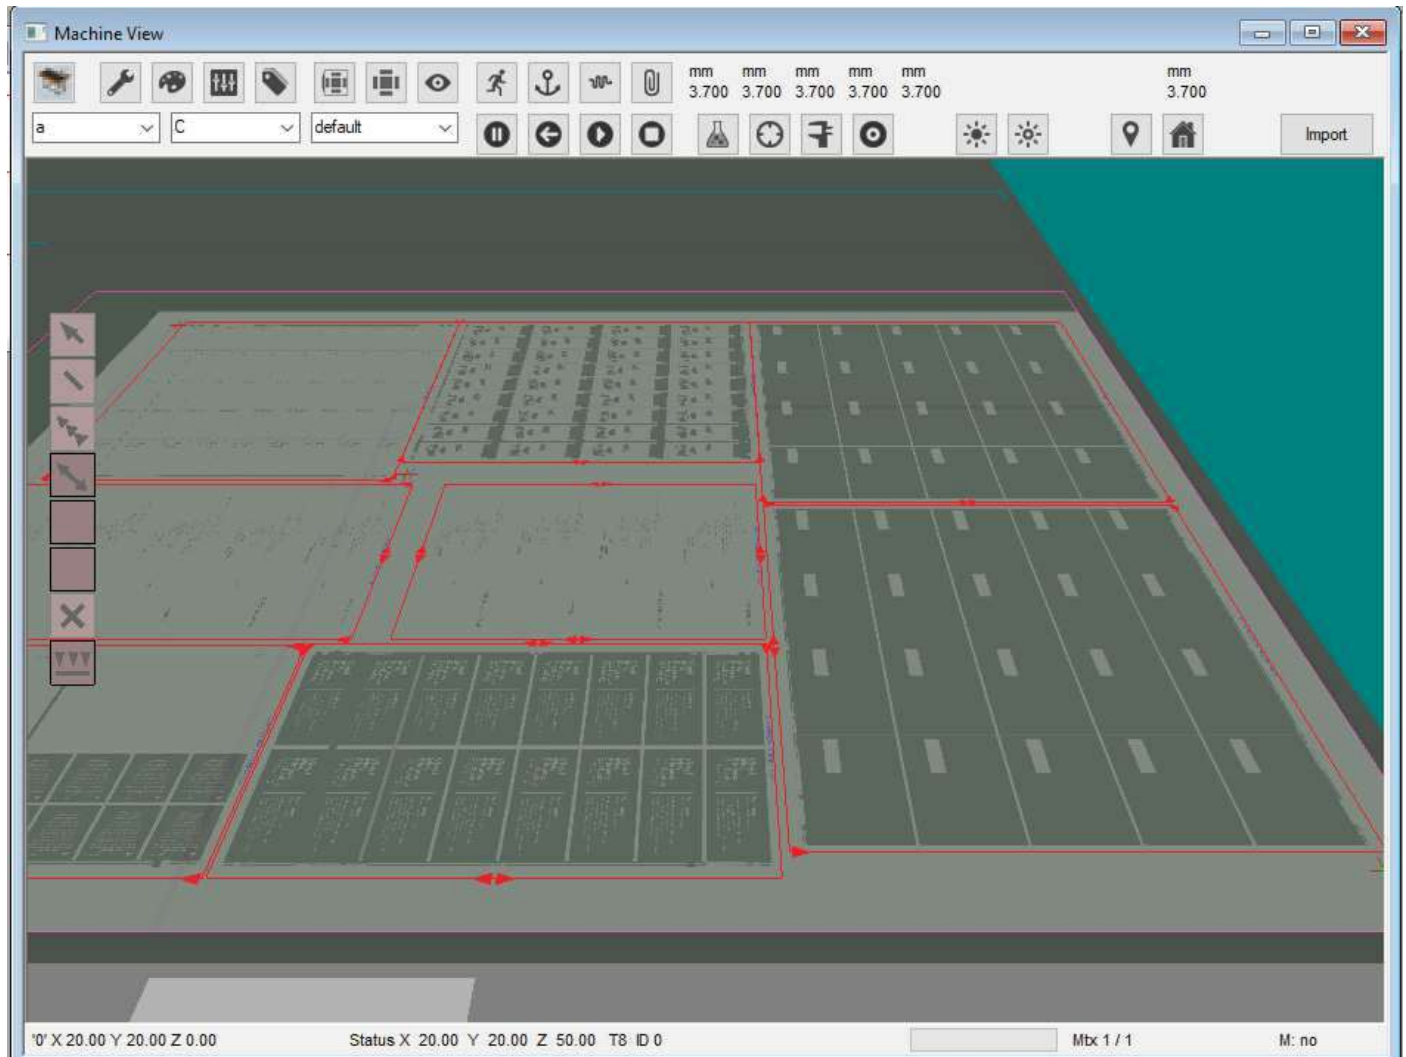 Machine View
mm mm mm mm mm mm
3.700 3.700 3.700 3.700 3.700 3.700
a C default Import
'0' X 20.00 Y 20.00 Z 0.00 Status X 20.00 Y 20.00 Z 50.00 T8 ID 0 Mtx 1 / 1 M: no